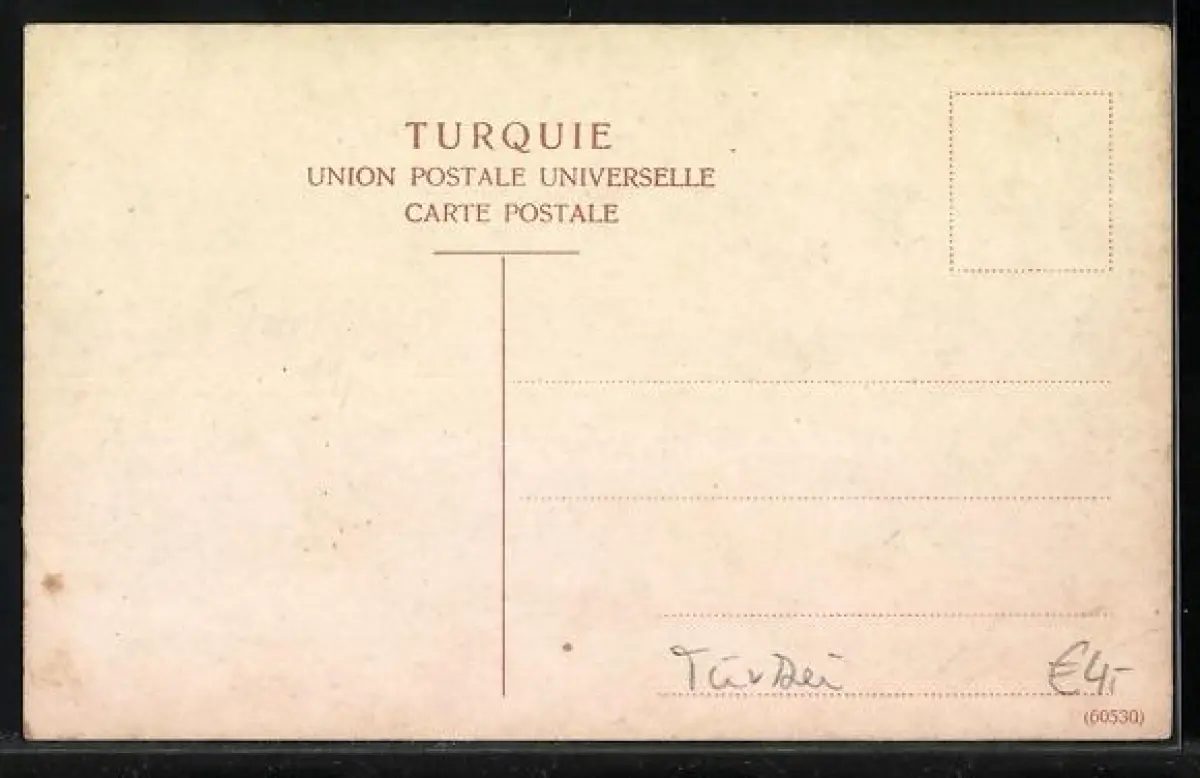 TURQUIE
UNION POSTALE UNIVERSELLE
CARTE POSTALE
Türkei €4,-
(60530)